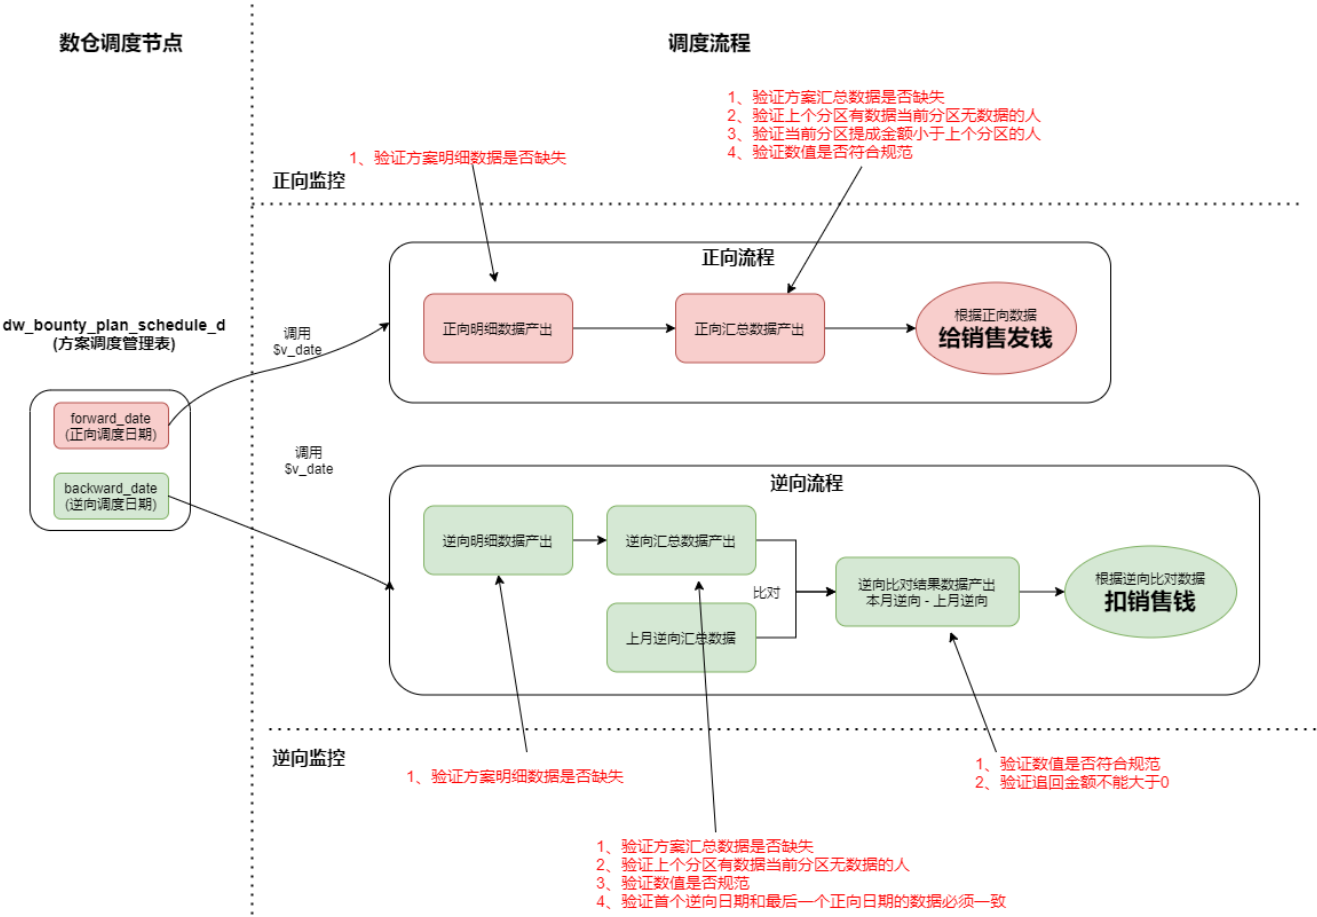 数仓调度节点
调度流程
1、验证方案汇总数据是否缺失
2、验证上个分区有数据当前分区无数据的人
3、验证当前分区提成金额小于上个分区的人
4、验证数值是否符合规范
1、验证方案明细数据是否缺失
正向监控
正向流程
dw_bounty_plan_schedule_d
(方案调度管理表)
调用
$v_date
正向明细数据产出
正向汇总数据产出
根据正向数据
给销售发钱
forward_date
(正向调度日期)
backward_date
(逆向调度日期)
调用
$v_date
逆向流程
逆向明细数据产出
逆向汇总数据产出
比对
上月逆向汇总数据
逆向比对结果数据产出
本月逆向 - 上月逆向
根据逆向比对数据
扣销售钱
逆向监控
1、验证方案明细数据是否缺失
1、验证数值是否符合规范
2、验证追回金额不能大于0
1、验证方案汇总数据是否缺失
2、验证上个分区有数据当前分区无数据的人
3、验证数值是否规范
4、验证首个逆向日期和最后一个正向日期的数据必须一致